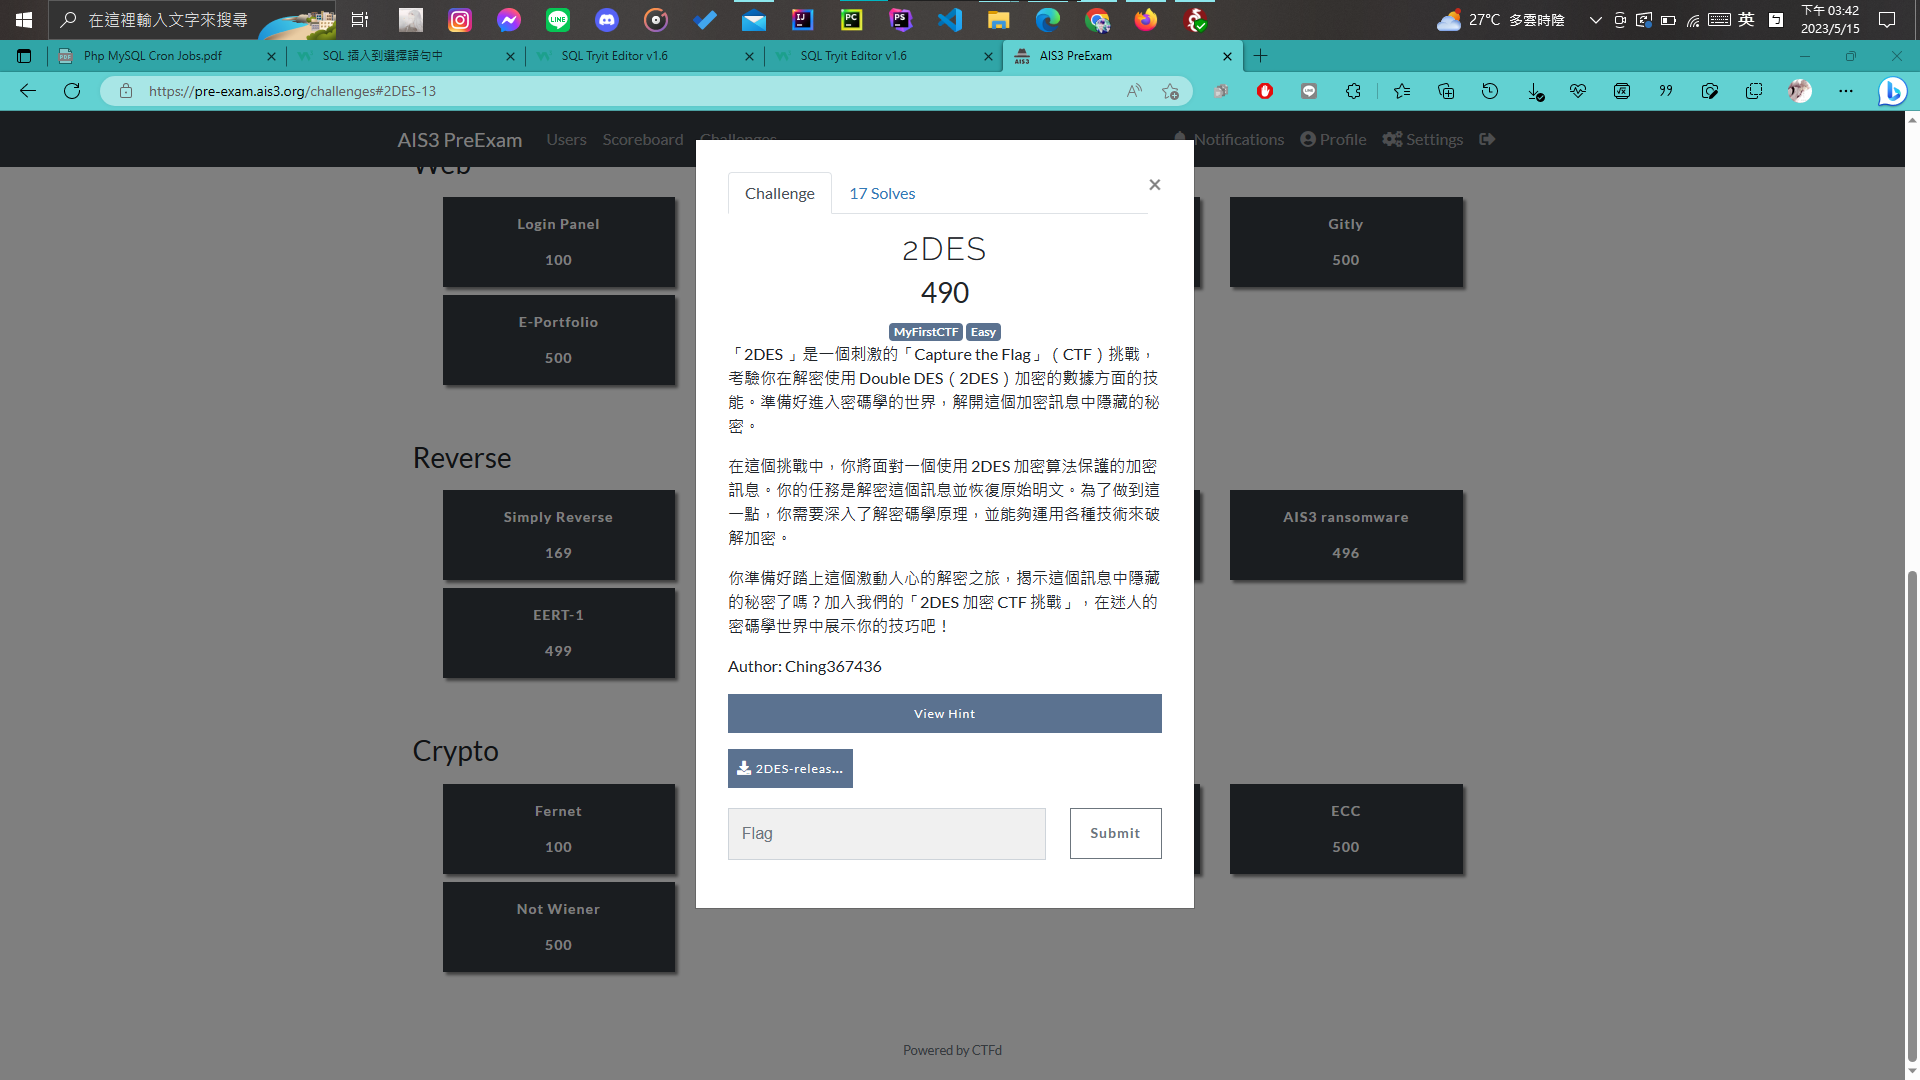 在這裡輸入文字來搜尋
27°C 多雲時陰
英
下午 03:42
2023/5/15
Php MySQL Cron Jobs.pdf
SQL 插入到選擇語句中
SQL Tryit Editor v1.6
SQL Tryit Editor v1.6
AIS3 PreExam
https://pre-exam.ais3.org/challenges#2DES-13
AIS3 PreExam Users Scoreboard Challenges Notifications Profile Settings
Web
Login Panel
100
Gitly
500
E-Portfolio
500
Reverse
Simply Reverse
169
AIS3 ransomware
496
EERT-1
499
Crypto
Fernet
100
ECC
500
Not Wiener
500
Challenge 17 Solves
×
2DES
490
MyFirstCTF Easy
「2DES 」是一個刺激的「Capture the Flag」（CTF）挑戰，
考驗你在解密使用 Double DES（2DES）加密的數據方面的技
能。準備好進入密碼學的世界，解開這個加密訊息中隱藏的秘
密。
在這個挑戰中，你將面對一個使用 2DES 加密算法保護的加密
訊息。你的任務是解密這個訊息並恢復原始明文。為了做到這
一點，你需要深入了解密碼學原理，並能夠運用各種技術來破
解加密。
你準備好踏上這個激動人心的解密之旅，揭示這個訊息中隱藏
的秘密了嗎？加入我們的「2DES 加密 CTF 挑戰」，在迷人的
密碼學世界中展示你的技巧吧！
Author: Ching367436
View Hint
2DES-releas...
Flag
Submit
Powered by CTFd